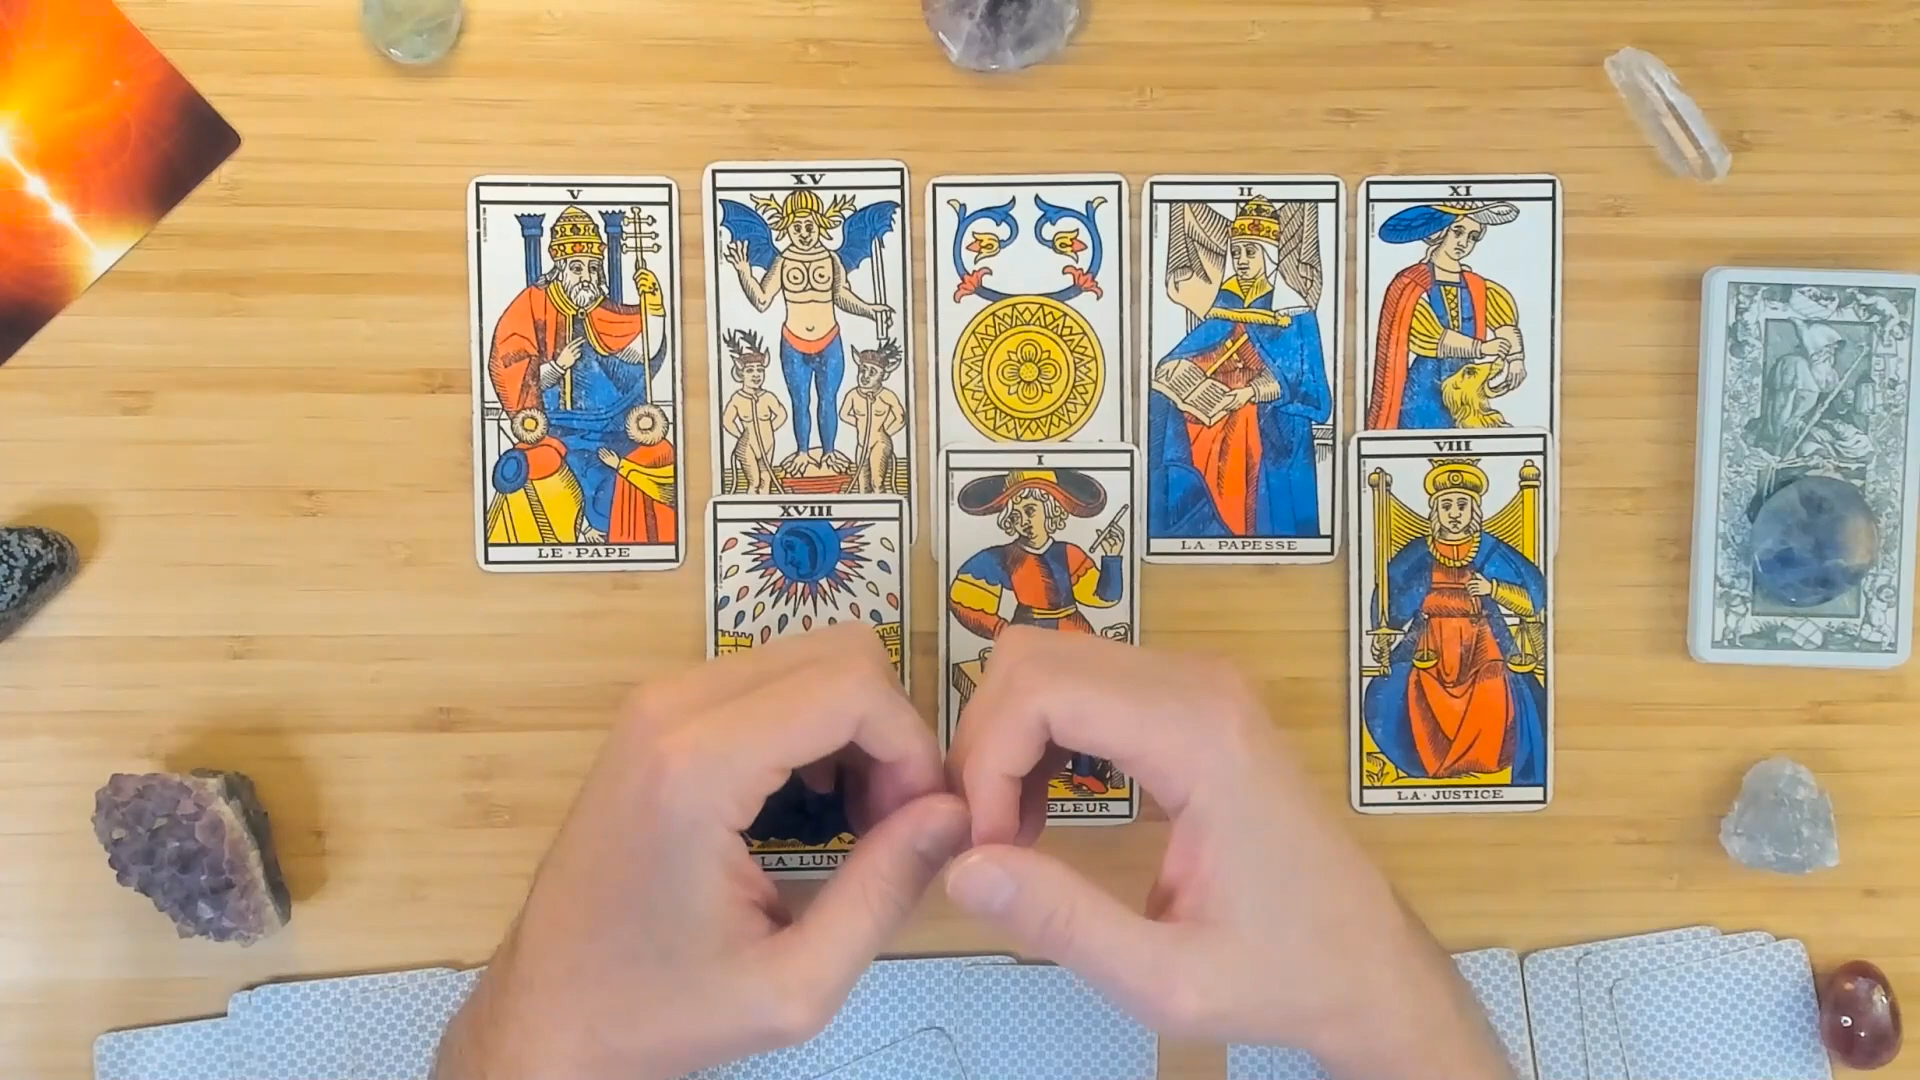 V
LE·PAPE
XV
II
LA·PAPESSE
XI
XVIII
LA·LUN
I
ELEUR
VIII
LA·JUSTICE